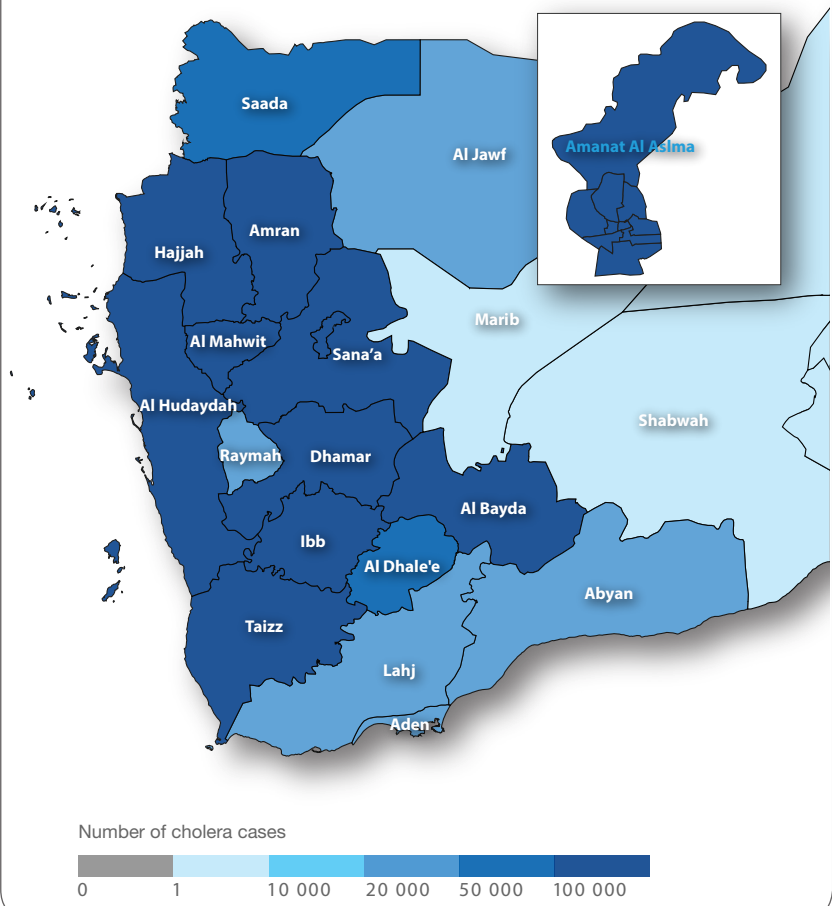 Saada
Al Jawf
Amanat Al Aslma
Amran
Hajjah
Marib
Al Mahwit
Sana’a
Al Hudaydah
Shabwah
Raymah
Dhamar
Al Bayda
Ibb
Al Dhale'e
Abyan
Taizz
Lahj
Aden
Number of cholera cases
0 1 10 000 20 000 50 000 100 000